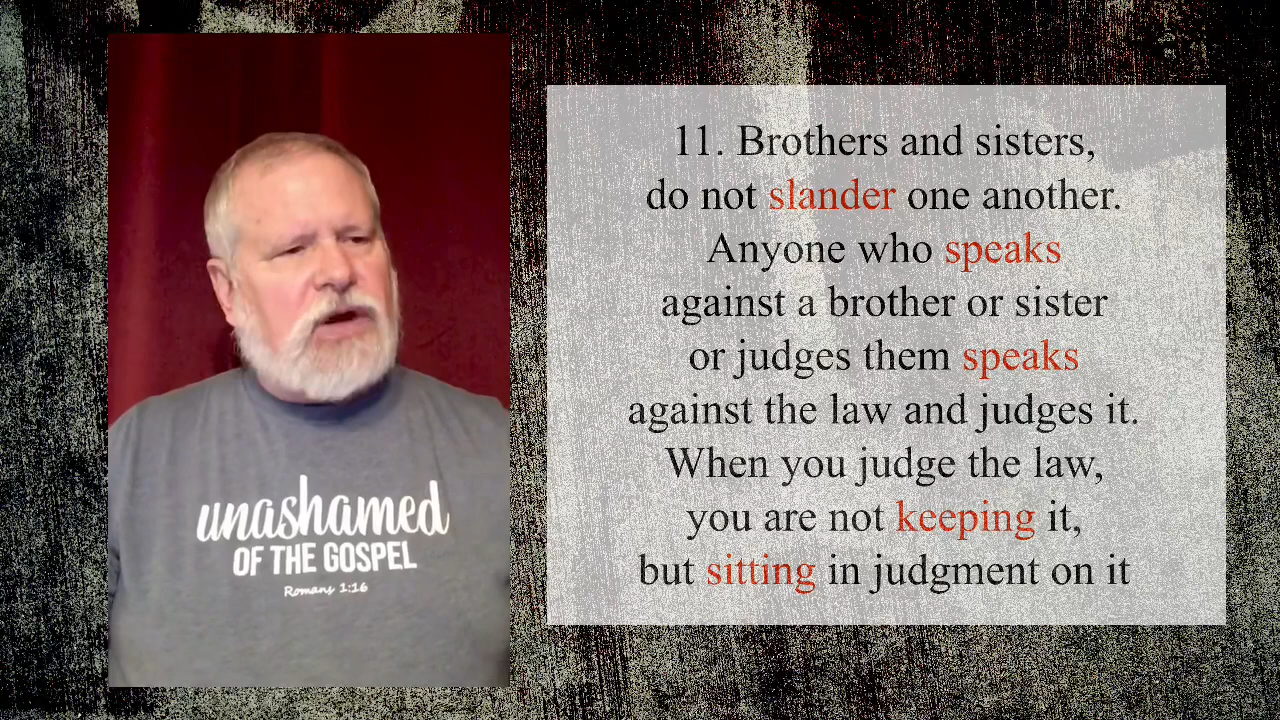 unashamed
OF THE GOSPEL
Romans 1:16
11. Brothers and sisters,
do not slander one another.
Anyone who speaks
against a brother or sister
or judges them speaks
against the law and judges it.
When you judge the law,
you are not keeping it,
but sitting in judgment on it